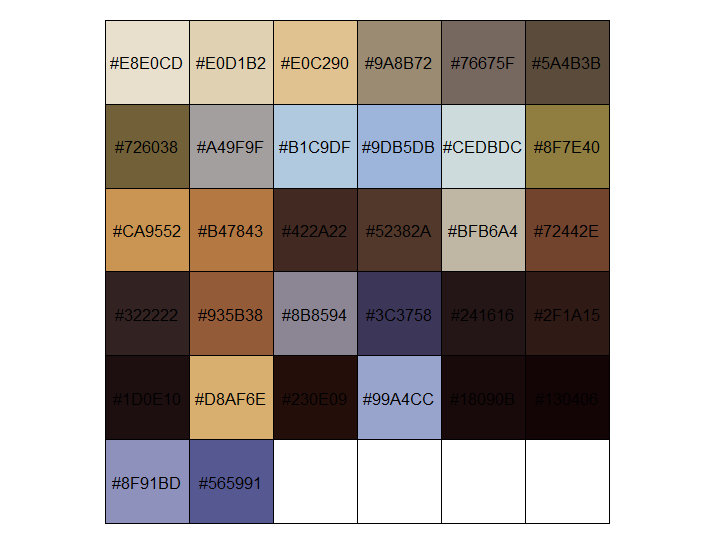 #E8E0CD #E0D1B2 #E0C290 #9A8B72 #76675F #5A4B3B
#726038 #A49F9F #B1C9DF #9DB5DB #CEDBDC #8F7E40
#CA9552 #B47843 #422A22 #52382A #BFB6A4 #72442E
#322222 #935B38 #8B8594 #3C3758 #241616 #2F1A15
#1D0E10 #D8AF6E #230E09 #99A4CC #18090B #130406
#8F91BD #565991